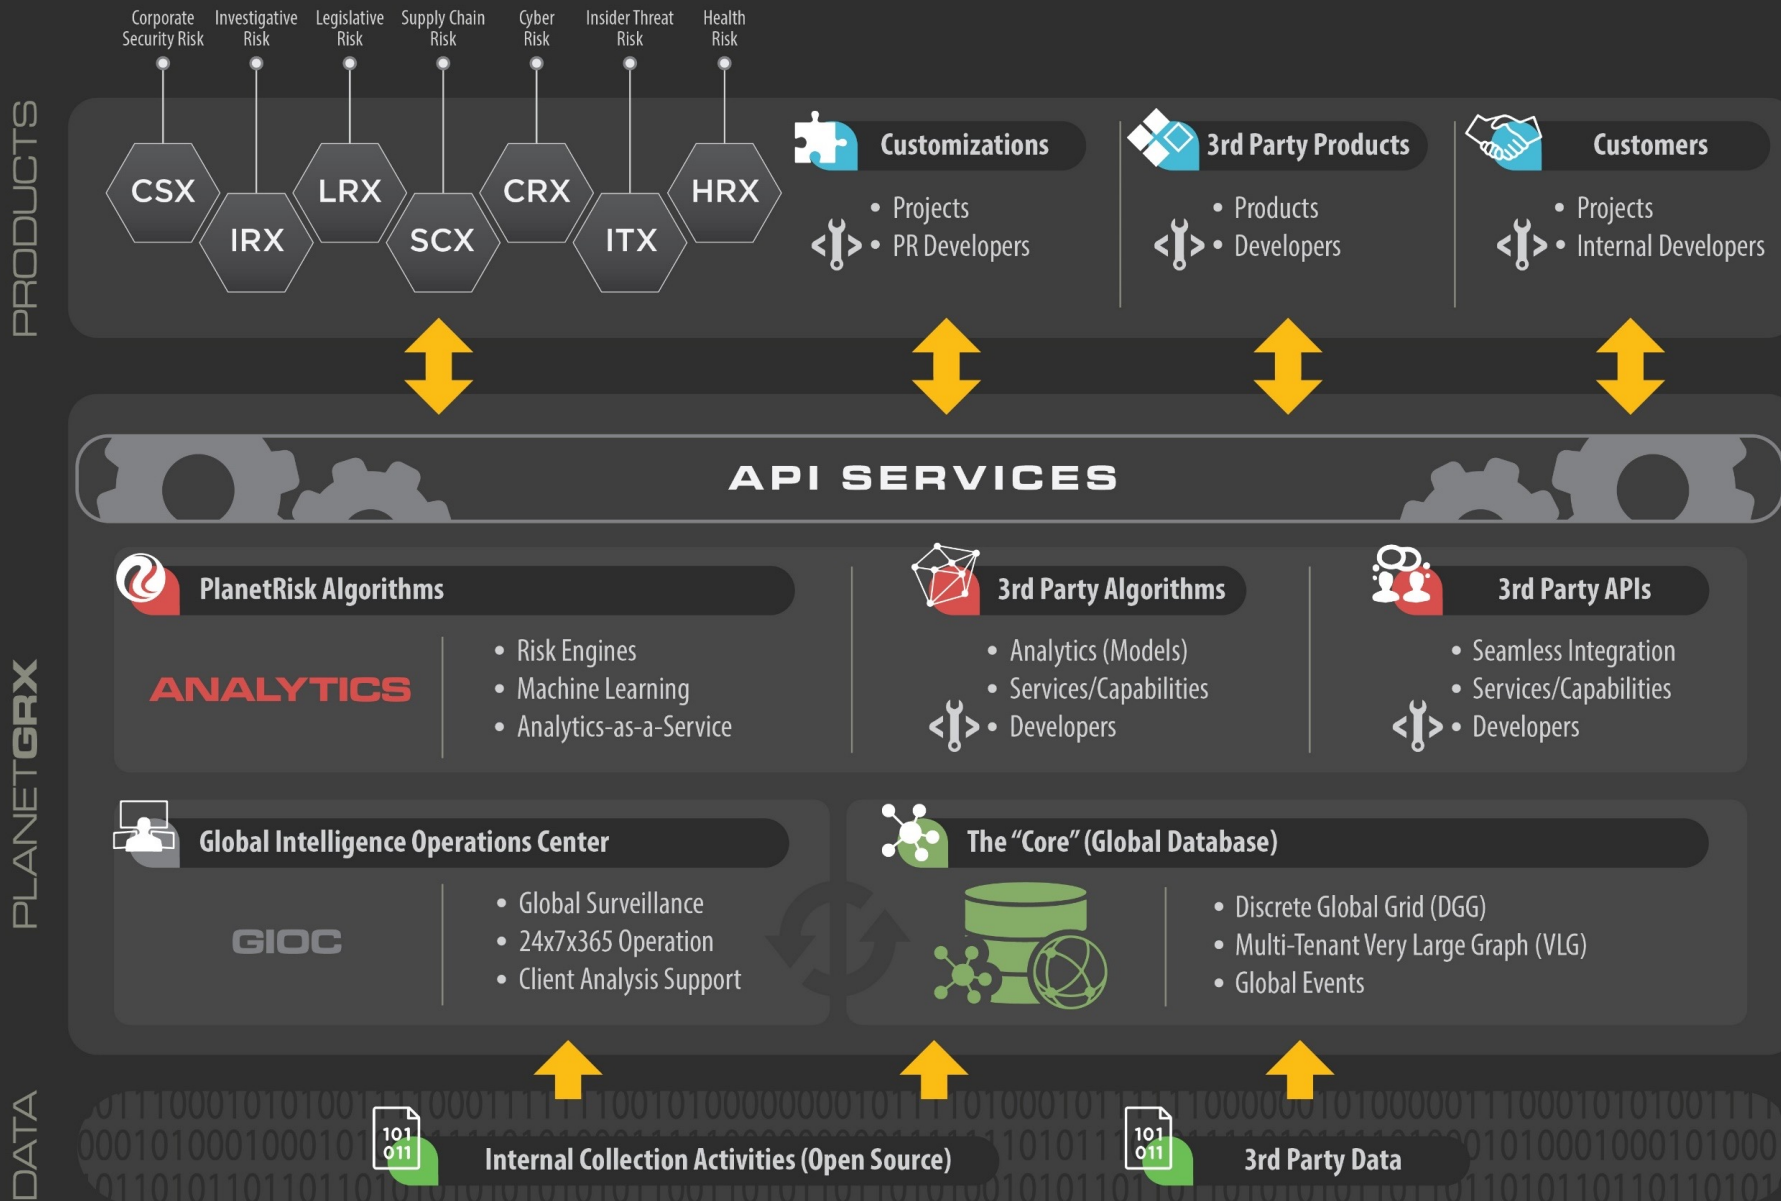 Corporate Security Risk
Investigative Risk
Legislative Risk
Supply Chain Risk
Cyber Risk
Insider Threat Risk
Health Risk
PRODUCTS
CSX
IRX
LRX
SCX
CRX
ITX
HRX
Customizations
• Projects
• PR Developers
3rd Party Products
• Products
• Developers
Customers
• Projects
• Internal Developers
PLANETGRX
API SERVICES
PlanetRisk Algorithms
ANALYTICS
• Risk Engines
• Machine Learning
• Analytics-as-a-Service
3rd Party Algorithms
• Analytics (Models)
• Services/Capabilities
• Developers
3rd Party APIs
• Seamless Integration
• Services/Capabilities
• Developers
Global Intelligence Operations Center
GIOC
• Global Surveillance
• 24x7x365 Operation
• Client Analysis Support
The “Core” (Global Database)
• Discrete Global Grid (DGG)
• Multi-Tenant Very Large Graph (VLG)
• Global Events
DATA
101
011
Internal Collection Activities (Open Source)
101
011
3rd Party Data